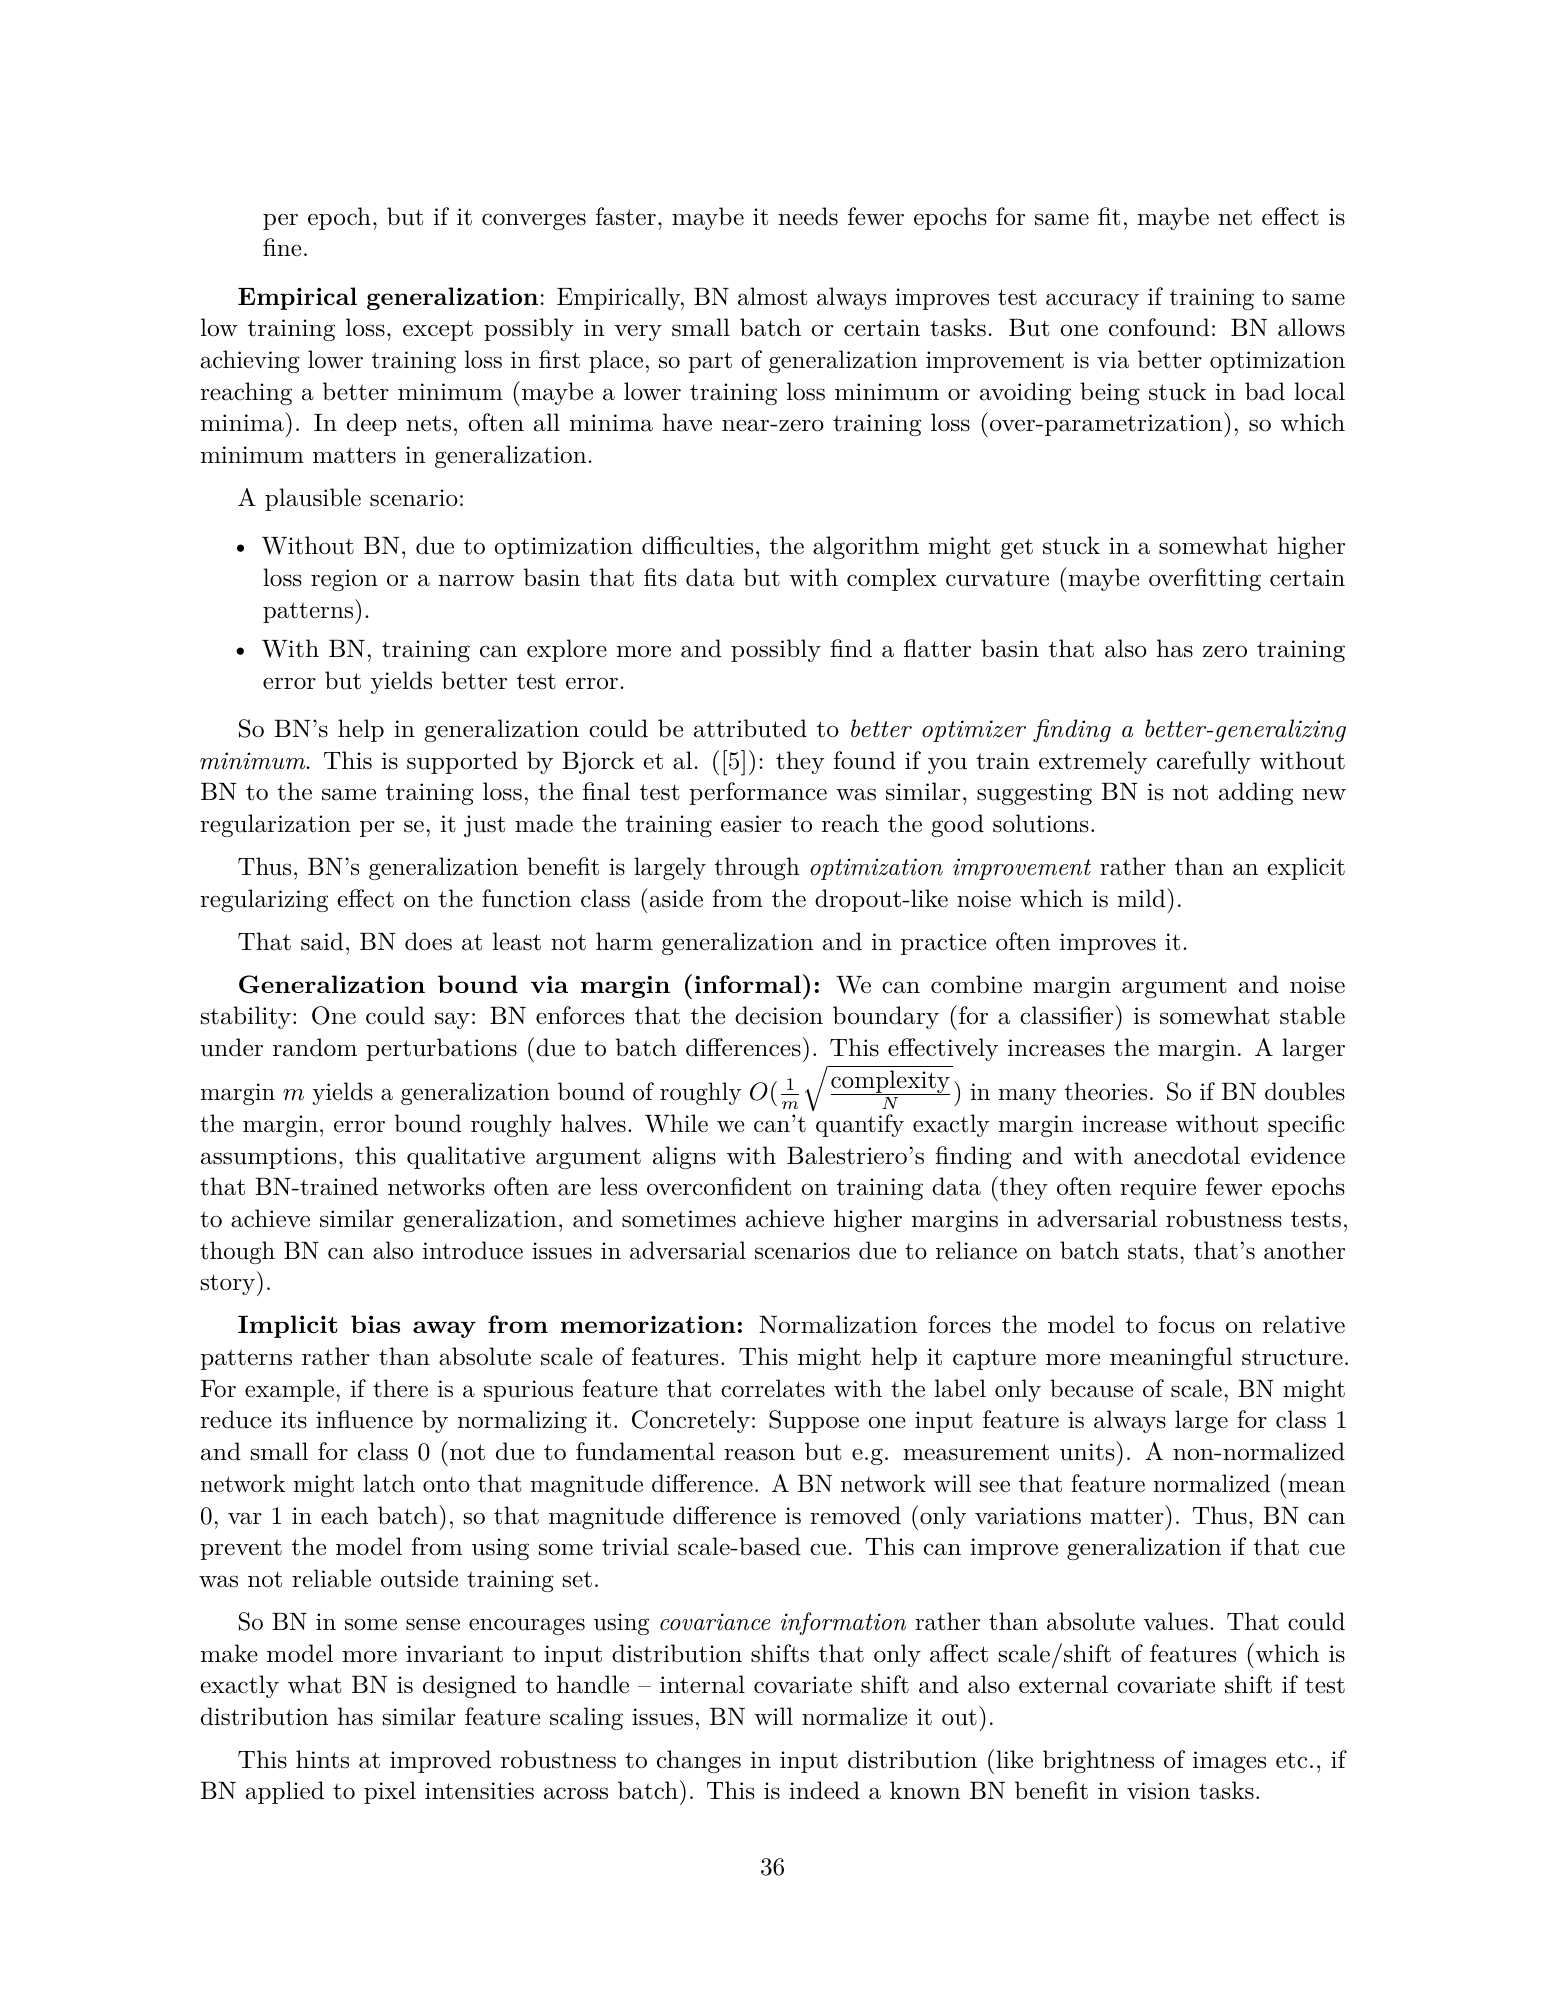 per epoch, but if it converges faster, maybe it needs fewer epochs for same fit, maybe net effect is
fine.
Empirical generalization: Empirically, BN almost always improves test accuracy if training to same
low training loss, except possibly in very small batch or certain tasks. But one confound: BN allows
achieving lower training loss in first place, so part of generalization improvement is via better optimization
reaching a better minimum (maybe a lower training loss minimum or avoiding being stuck in bad local
minima). In deep nets, often all minima have near-zero training loss (over-parametrization), so which
minimum matters in generalization.
A plausible scenario:
• Without BN, due to optimization difficulties, the algorithm might get stuck in a somewhat higher
loss region or a narrow basin that fits data but with complex curvature (maybe overfitting certain
patterns).
• With BN, training can explore more and possibly find a flatter basin that also has zero training
error but yields better test error.
So BN's help in generalization could be attributed to better optimizer finding a better-generalizing
minimum. This is supported by Bjorck et al. ([5]): they found if you train extremely carefully without
BN to the same training loss, the final test performance was similar, suggesting BN is not adding new
regularization per se, it just made the training easier to reach the good solutions.
Thus, BN's generalization benefit is largely through optimization improvement rather than an explicit
regularizing effect on the function class (aside from the dropout-like noise which is mild).
That said, BN does at least not harm generalization and in practice often improves it.
Generalization bound via margin (informal): We can combine margin argument and noise
stability: One could say: BN enforces that the decision boundary (for a classifier) is somewhat stable
under random perturbations (due to batch differences). This effectively increases the margin. A larger
margin m yields a generalization bound of roughly O(1/m √(complexity/N)) in many theories. So if BN doubles
the margin, error bound roughly halves. While we can't quantify exactly margin increase without specific
assumptions, this qualitative argument aligns with Balestriero's finding and with anecdotal evidence
that BN-trained networks often are less overconfident on training data (they often require fewer epochs
to achieve similar generalization, and sometimes achieve higher margins in adversarial robustness tests,
though BN can also introduce issues in adversarial scenarios due to reliance on batch stats, that's another
story).
Implicit bias away from memorization: Normalization forces the model to focus on relative
patterns rather than absolute scale of features. This might help it capture more meaningful structure.
For example, if there is a spurious feature that correlates with the label only because of scale, BN might
reduce its influence by normalizing it. Concretely: Suppose one input feature is always large for class 1
and small for class 0 (not due to fundamental reason but e.g. measurement units). A non-normalized
network might latch onto that magnitude difference. A BN network will see that feature normalized (mean
0, var 1 in each batch), so that magnitude difference is removed (only variations matter). Thus, BN can
prevent the model from using some trivial scale-based cue. This can improve generalization if that cue
was not reliable outside training set.
So BN in some sense encourages using covariance information rather than absolute values. That could
make model more invariant to input distribution shifts that only affect scale/shift of features (which is
exactly what BN is designed to handle – internal covariate shift and also external covariate shift if test
distribution has similar feature scaling issues, BN will normalize it out).
This hints at improved robustness to changes in input distribution (like brightness of images etc., if
BN applied to pixel intensities across batch). This is indeed a known BN benefit in vision tasks.
36